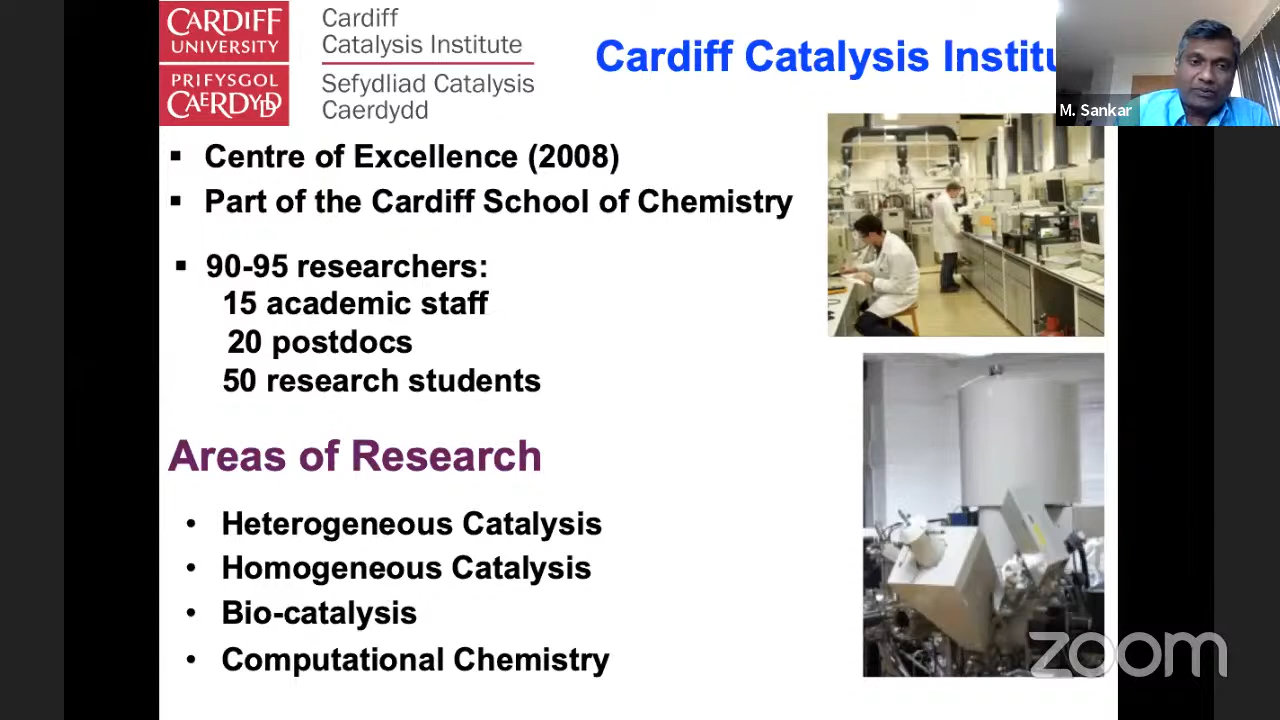 CARDIFF
UNIVERSITY
PRIFYSGOL
CAERDYDD
Cardiff
Catalysis Institute
Sefydliad Catalysis
Caerdydd
Cardiff Catalysis Institu
M. Sankar
▪ Centre of Excellence (2008)
▪ Part of the Cardiff School of Chemistry
▪ 90-95 researchers:
15 academic staff
20 postdocs
50 research students
Areas of Research
• Heterogeneous Catalysis
• Homogeneous Catalysis
• Bio-catalysis
• Computational Chemistry
zoom